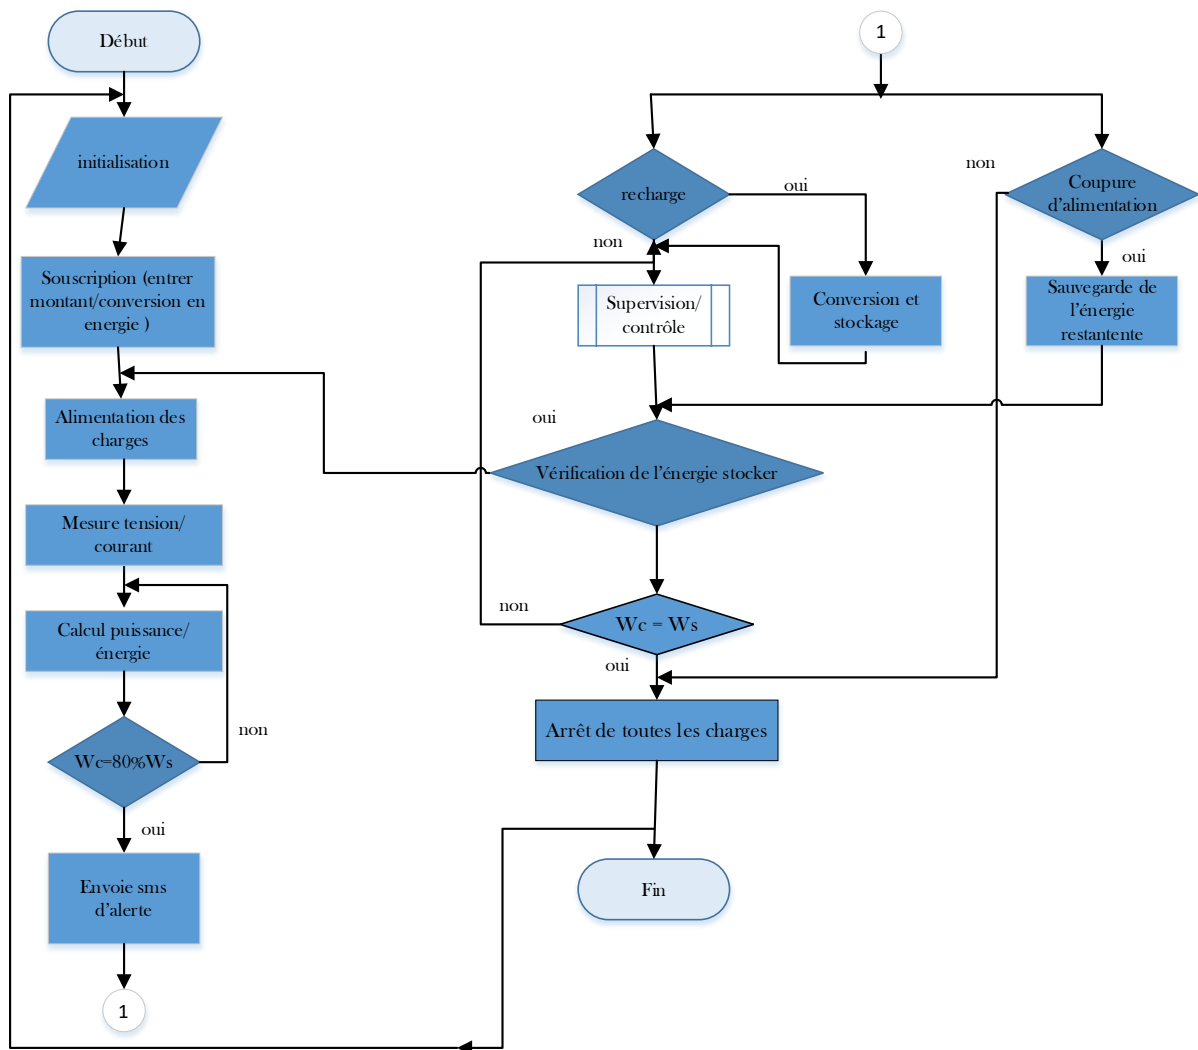 Début
initialisation
Souscription (entrer
montant/conversion en
energie )
Alimentation des
charges
Mesure tension/
courant
Calcul puissance/
énergie
non
Wc=80%Ws
oui
Envoie sms
d'alerte
1
1
recharge
oui
non
Supervision/
contrôle
Conversion et
stockage
non
Coupure
d'alimentation
oui
Sauvegarde de
l'énergie
restantente
oui
Vérification de l'énergie stocker
non
Wc = Ws
oui
Arrêt de toutes les charges
Fin